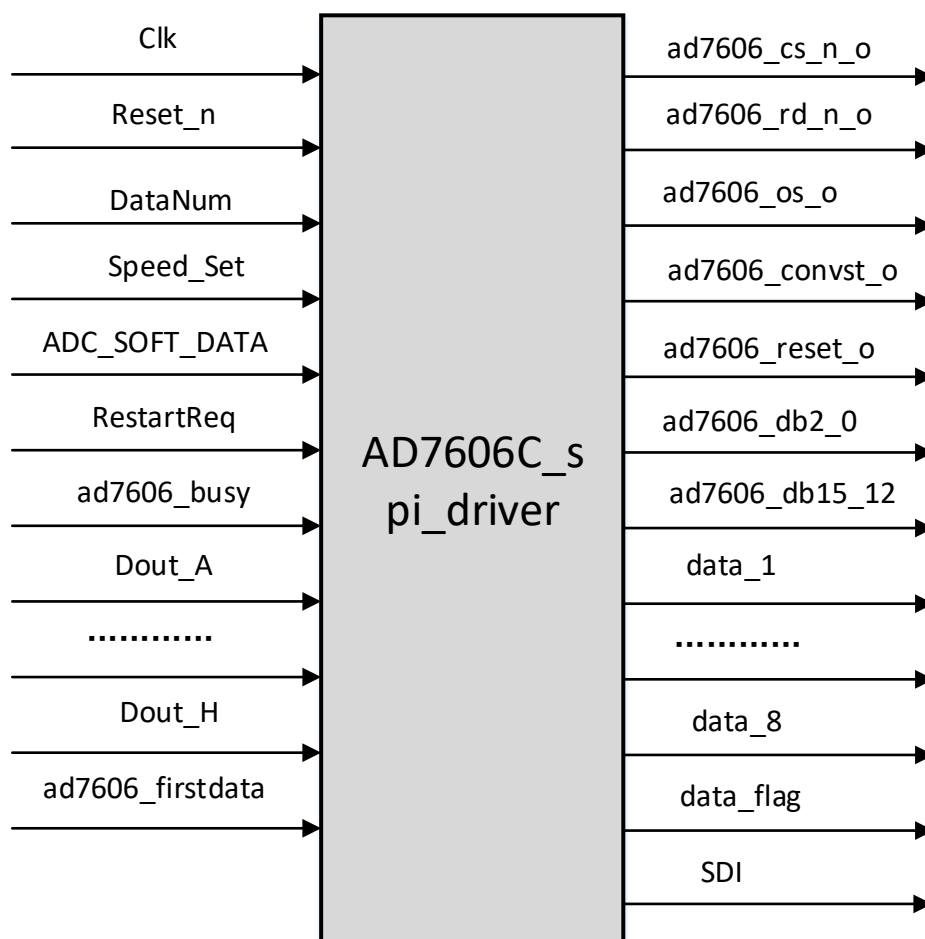 Clk
Reset_n
DataNum
Speed_Set
ADC_SOFT_DATA
RestartReq
ad7606_busy
Dout_A
............
Dout_H
ad7606_firstdata
AD7606C_s
pi_driver
ad7606_cs_n_o
ad7606_rd_n_o
ad7606_os_o
ad7606_convst_o
ad7606_reset_o
ad7606_db2_0
ad7606_db15_12
data_1
............
data_8
data_flag
SDI